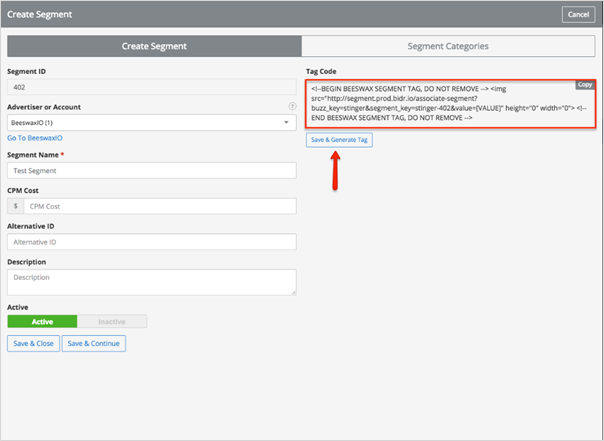 Create Segment
Cancel
Create Segment
Segment Categories
Segment ID
402
Advertiser or Account
BeeswaxIO (1)
Go To BeeswaxIO
Segment Name *
Test Segment
CPM Cost
$ CPM Cost
Alternative ID
Alternative ID
Description
Description
Active
Active
Inactive
Save & Close
Save & Continue
Tag Code
Copy
<!--BEGIN BEESWAX SEGMENT TAG, DO NOT REMOVE --> <img
src="http://segment.prod.bidr.io/associate-segment?
buzz_key=stinger&segment_key=stinger-402&value=[VALUE]" height="0" width="0"> <!--
END BEESWAX SEGMENT TAG, DO NOT REMOVE -->
Save & Generate Tag